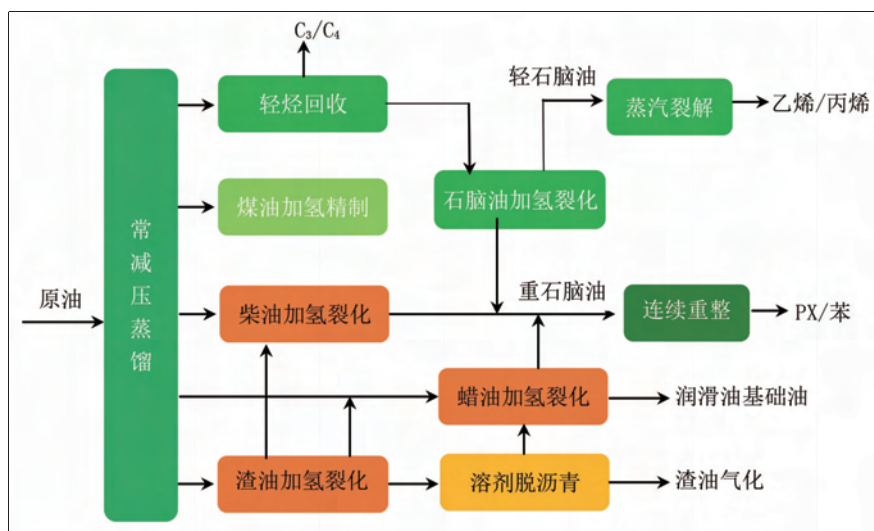 C₃/C₄
轻石脑油
轻烃回收
蒸汽裂解
乙烯/丙烯
煤油加氢精制
石脑油加氢裂化
常减压蒸馏
原油
重石脑油
柴油加氢裂化
连续重整
PX/苯
蜡油加氢裂化
润滑油基础油
渣油加氢裂化
溶剂脱沥青
渣油气化